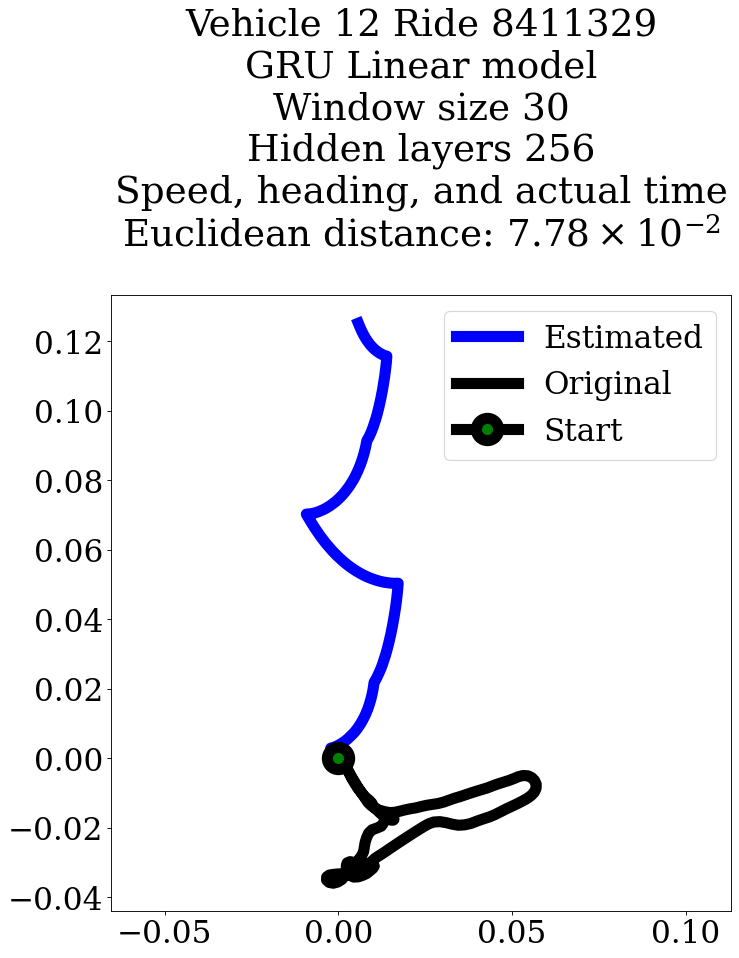 Vehicle 12 Ride 8411329
GRU Linear model
Window size 30
Hidden layers 256
Speed, heading, and actual time
Euclidean distance: 7.78 × 10⁻²
Estimated
Original
Start
0.12
0.10
0.08
0.06
0.04
0.02
0.00
−0.02
−0.04
−0.05 0.00 0.05 0.10